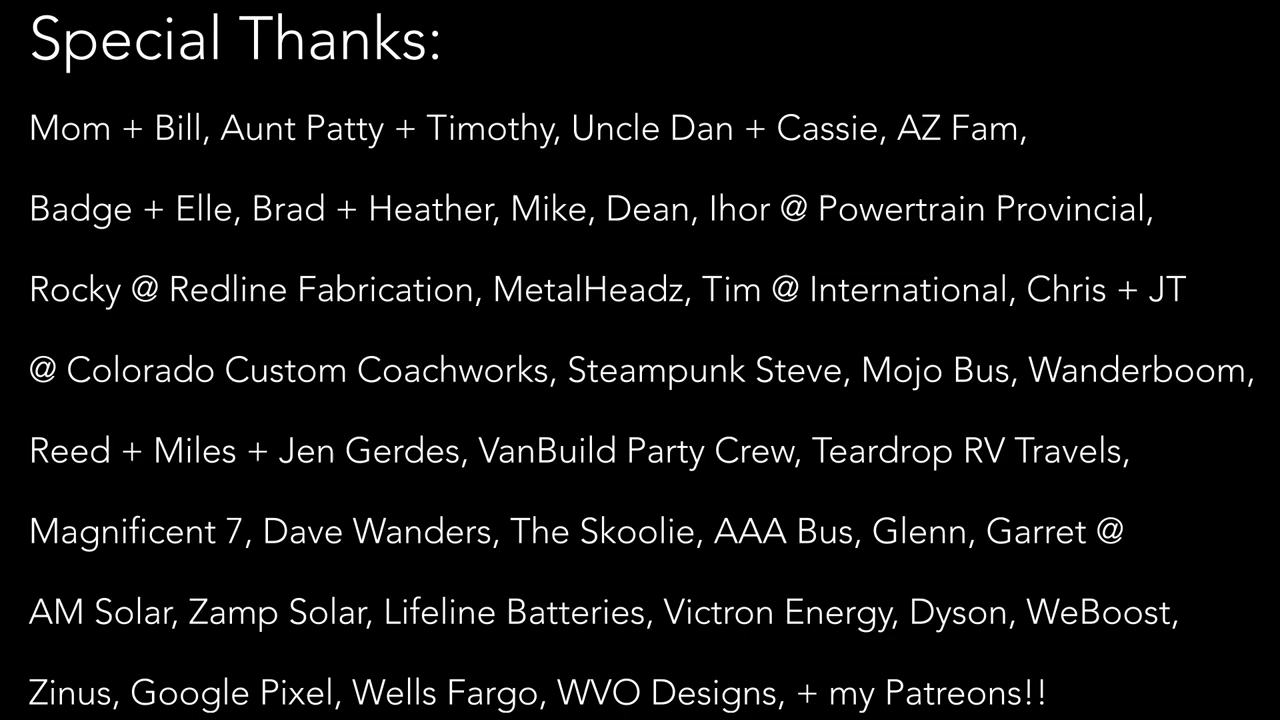 Special Thanks:
Mom + Bill, Aunt Patty + Timothy, Uncle Dan + Cassie, AZ Fam,
Badge + Elle, Brad + Heather, Mike, Dean, Ihor @ Powertrain Provincial,
Rocky @ Redline Fabrication, MetalHeadz, Tim @ International, Chris + JT
@ Colorado Custom Coachworks, Steampunk Steve, Mojo Bus, Wanderboom,
Reed + Miles + Jen Gerdes, VanBuild Party Crew, Teardrop RV Travels,
Magnificent 7, Dave Wanders, The Skoolie, AAA Bus, Glenn, Garret @
AM Solar, Zamp Solar, Lifeline Batteries, Victron Energy, Dyson, WeBoost,
Zinus, Google Pixel, Wells Fargo, WVO Designs, + my Patreons!!